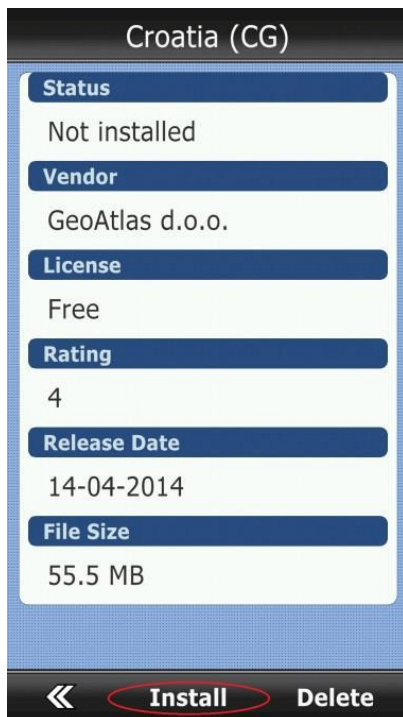 Croatia (CG)
Status
Not installed
Vendor
GeoAtlas d.o.o.
License
Free
Rating
4
Release Date
14-04-2014
File Size
55.5 MB
Install Delete